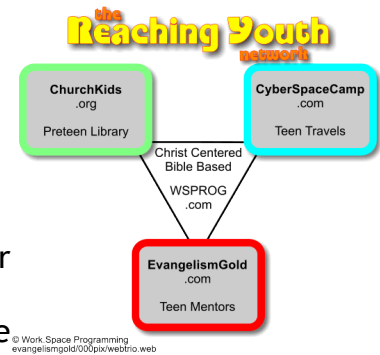 the
Reaching Youth
network
ChurchKids
.org
Preteen Library
CyberSpaceCamp
.com
Teen Travels
Christ Centered
Bible Based
WSPROG
.com
EvangelismGold
.com
Teen Mentors
r
e
© Work.Space Programming
evangelismgold/000pix/webtrio.web